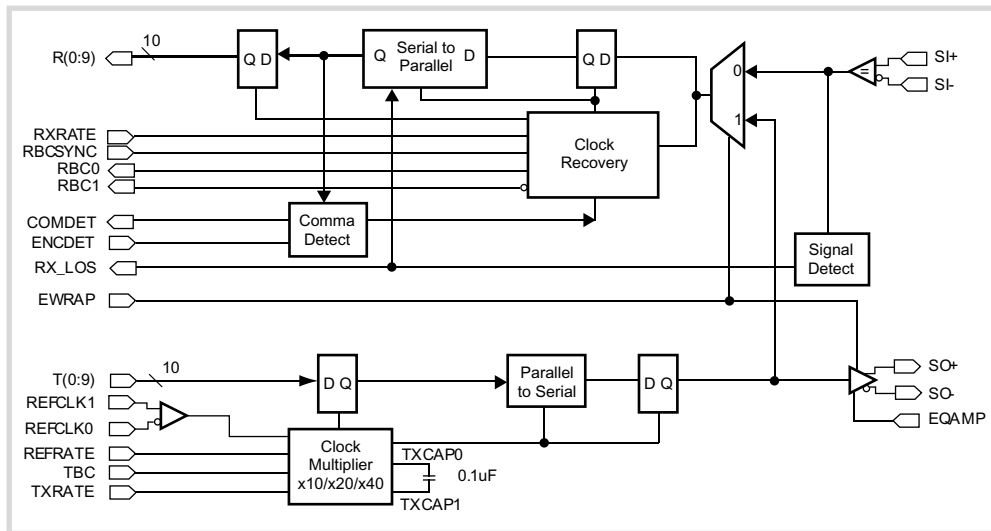 R(0:9)
10
Q D
Serial to
Parallel
Q
D
Q D
0
1
=
SI+
SI-
RXRATE
RBCSYNC
RBC0
RBC1
Clock
Recovery
COMDET
ENCDET
Comma
Detect
RX_LOS
Signal
Detect
EWRAP
T(0:9)
10
D Q
Parallel
to Serial
D Q
SO+
SO-
EQAMP
REFCLK1
REFCLK0
REFRATE
TBC
TXRATE
Clock
Multiplier
x10/x20/x40
TXCAP0
0.1uF
TXCAP1